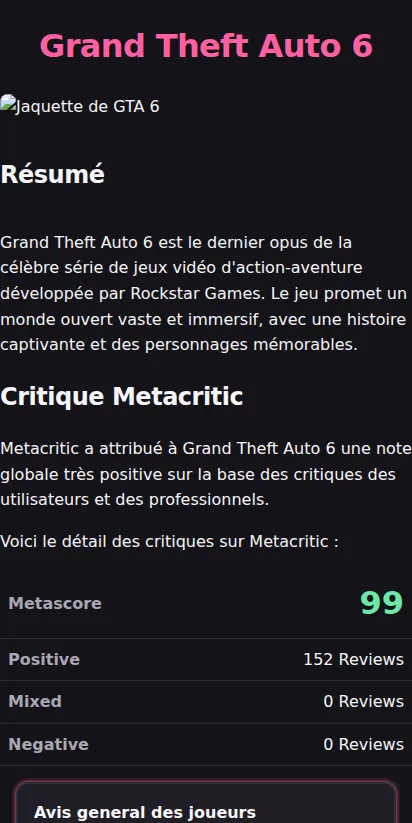 Grand Theft Auto 6
Jaquette de GTA 6
Résumé
Grand Theft Auto 6 est le dernier opus de la
célèbre série de jeux vidéo d'action-aventure
développée par Rockstar Games. Le jeu promet un
monde ouvert vaste et immersif, avec une histoire
captivante et des personnages mémorables.
Critique Metacritic
Metacritic a attribué à Grand Theft Auto 6 une note
globale très positive sur la base des critiques des
utilisateurs et des professionnels.
Voici le détail des critiques sur Metacritic :
Metascore 99
Positive 152 Reviews
Mixed 0 Reviews
Negative 0 Reviews
Avis general des joueurs